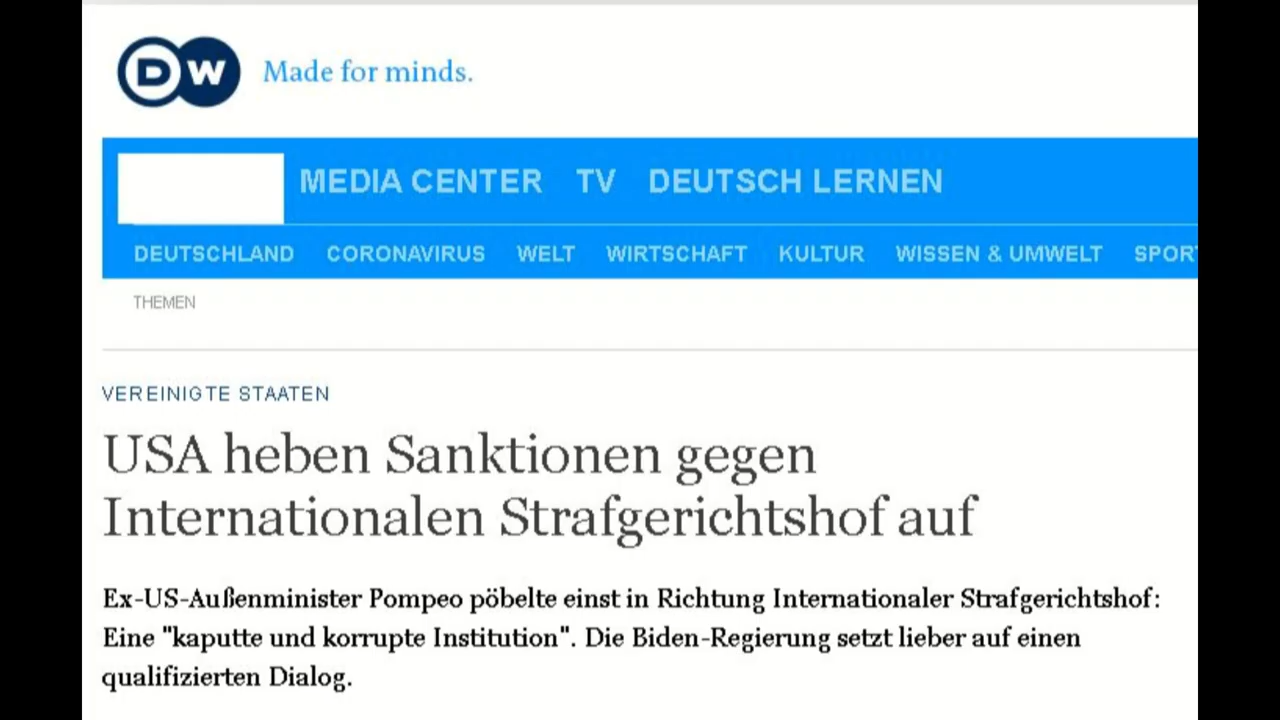 DW Made for minds.
MEDIA CENTER TV DEUTSCH LERNEN
DEUTSCHLAND CORONAVIRUS WELT WIRTSCHAFT KULTUR WISSEN & UMWELT SPORT
THEMEN
VEREINIGTE STAATEN
USA heben Sanktionen gegen
Internationalen Strafgerichtshof auf
Ex-US-Außenminister Pompeo pöbelte einst in Richtung Internationaler Strafgerichtshof:
Eine "kaputte und korrupte Institution". Die Biden-Regierung setzt lieber auf einen
qualifizierten Dialog.